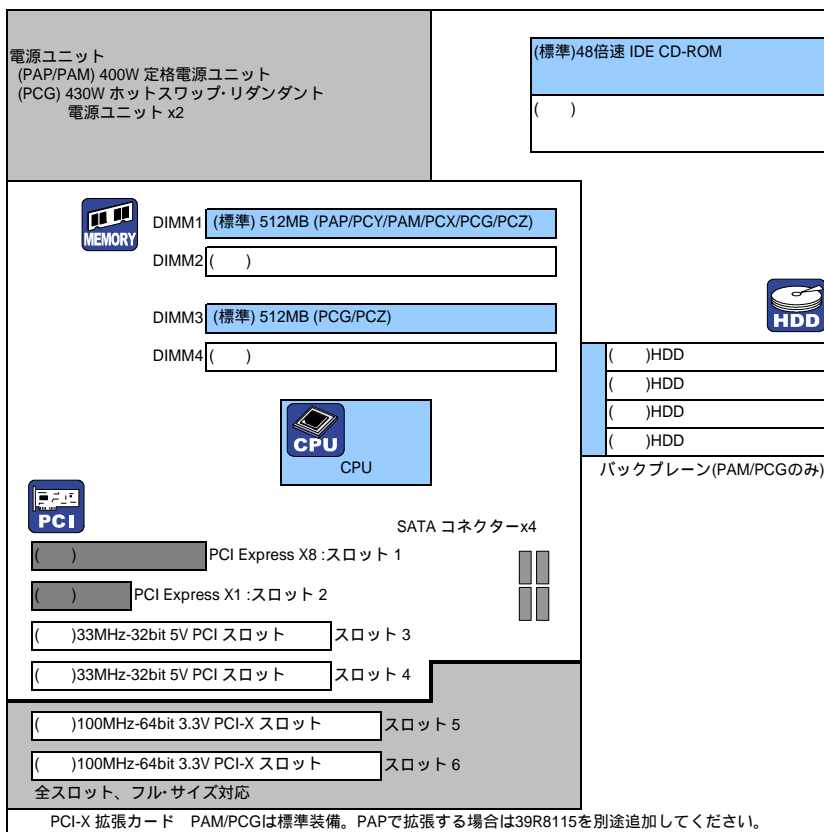 電源ユニット
(PAP/PAM) 400W 定格電源ユニット
(PCG) 430W ホットスワップ・リダンダント
電源ユニット x2
(標準)48倍速 IDE CD-ROM
(　　)
MEMORY
DIMM1 (標準) 512MB (PAP/PCY/PAM/PCX/PCG/PCZ)
DIMM2 (　　)
DIMM3 (標準) 512MB (PCG/PCZ)
DIMM4 (　　)
HDD
(　　)HDD
(　　)HDD
(　　)HDD
(　　)HDD
バックプレーン(PAM/PCGのみ)
CPU
CPU
PCI
SATA コネクターx4
(　　) PCI Express X8 :スロット 1
(　　) PCI Express X1 :スロット 2
(　　)33MHz-32bit 5V PCI スロット スロット 3
(　　)33MHz-32bit 5V PCI スロット スロット 4
(　　)100MHz-64bit 3.3V PCI-X スロット スロット 5
(　　)100MHz-64bit 3.3V PCI-X スロット スロット 6
全スロット、フル・サイズ対応
PCI-X 拡張カード　PAM/PCGは標準装備。PAPで拡張する場合は39R8115を別途追加してください。